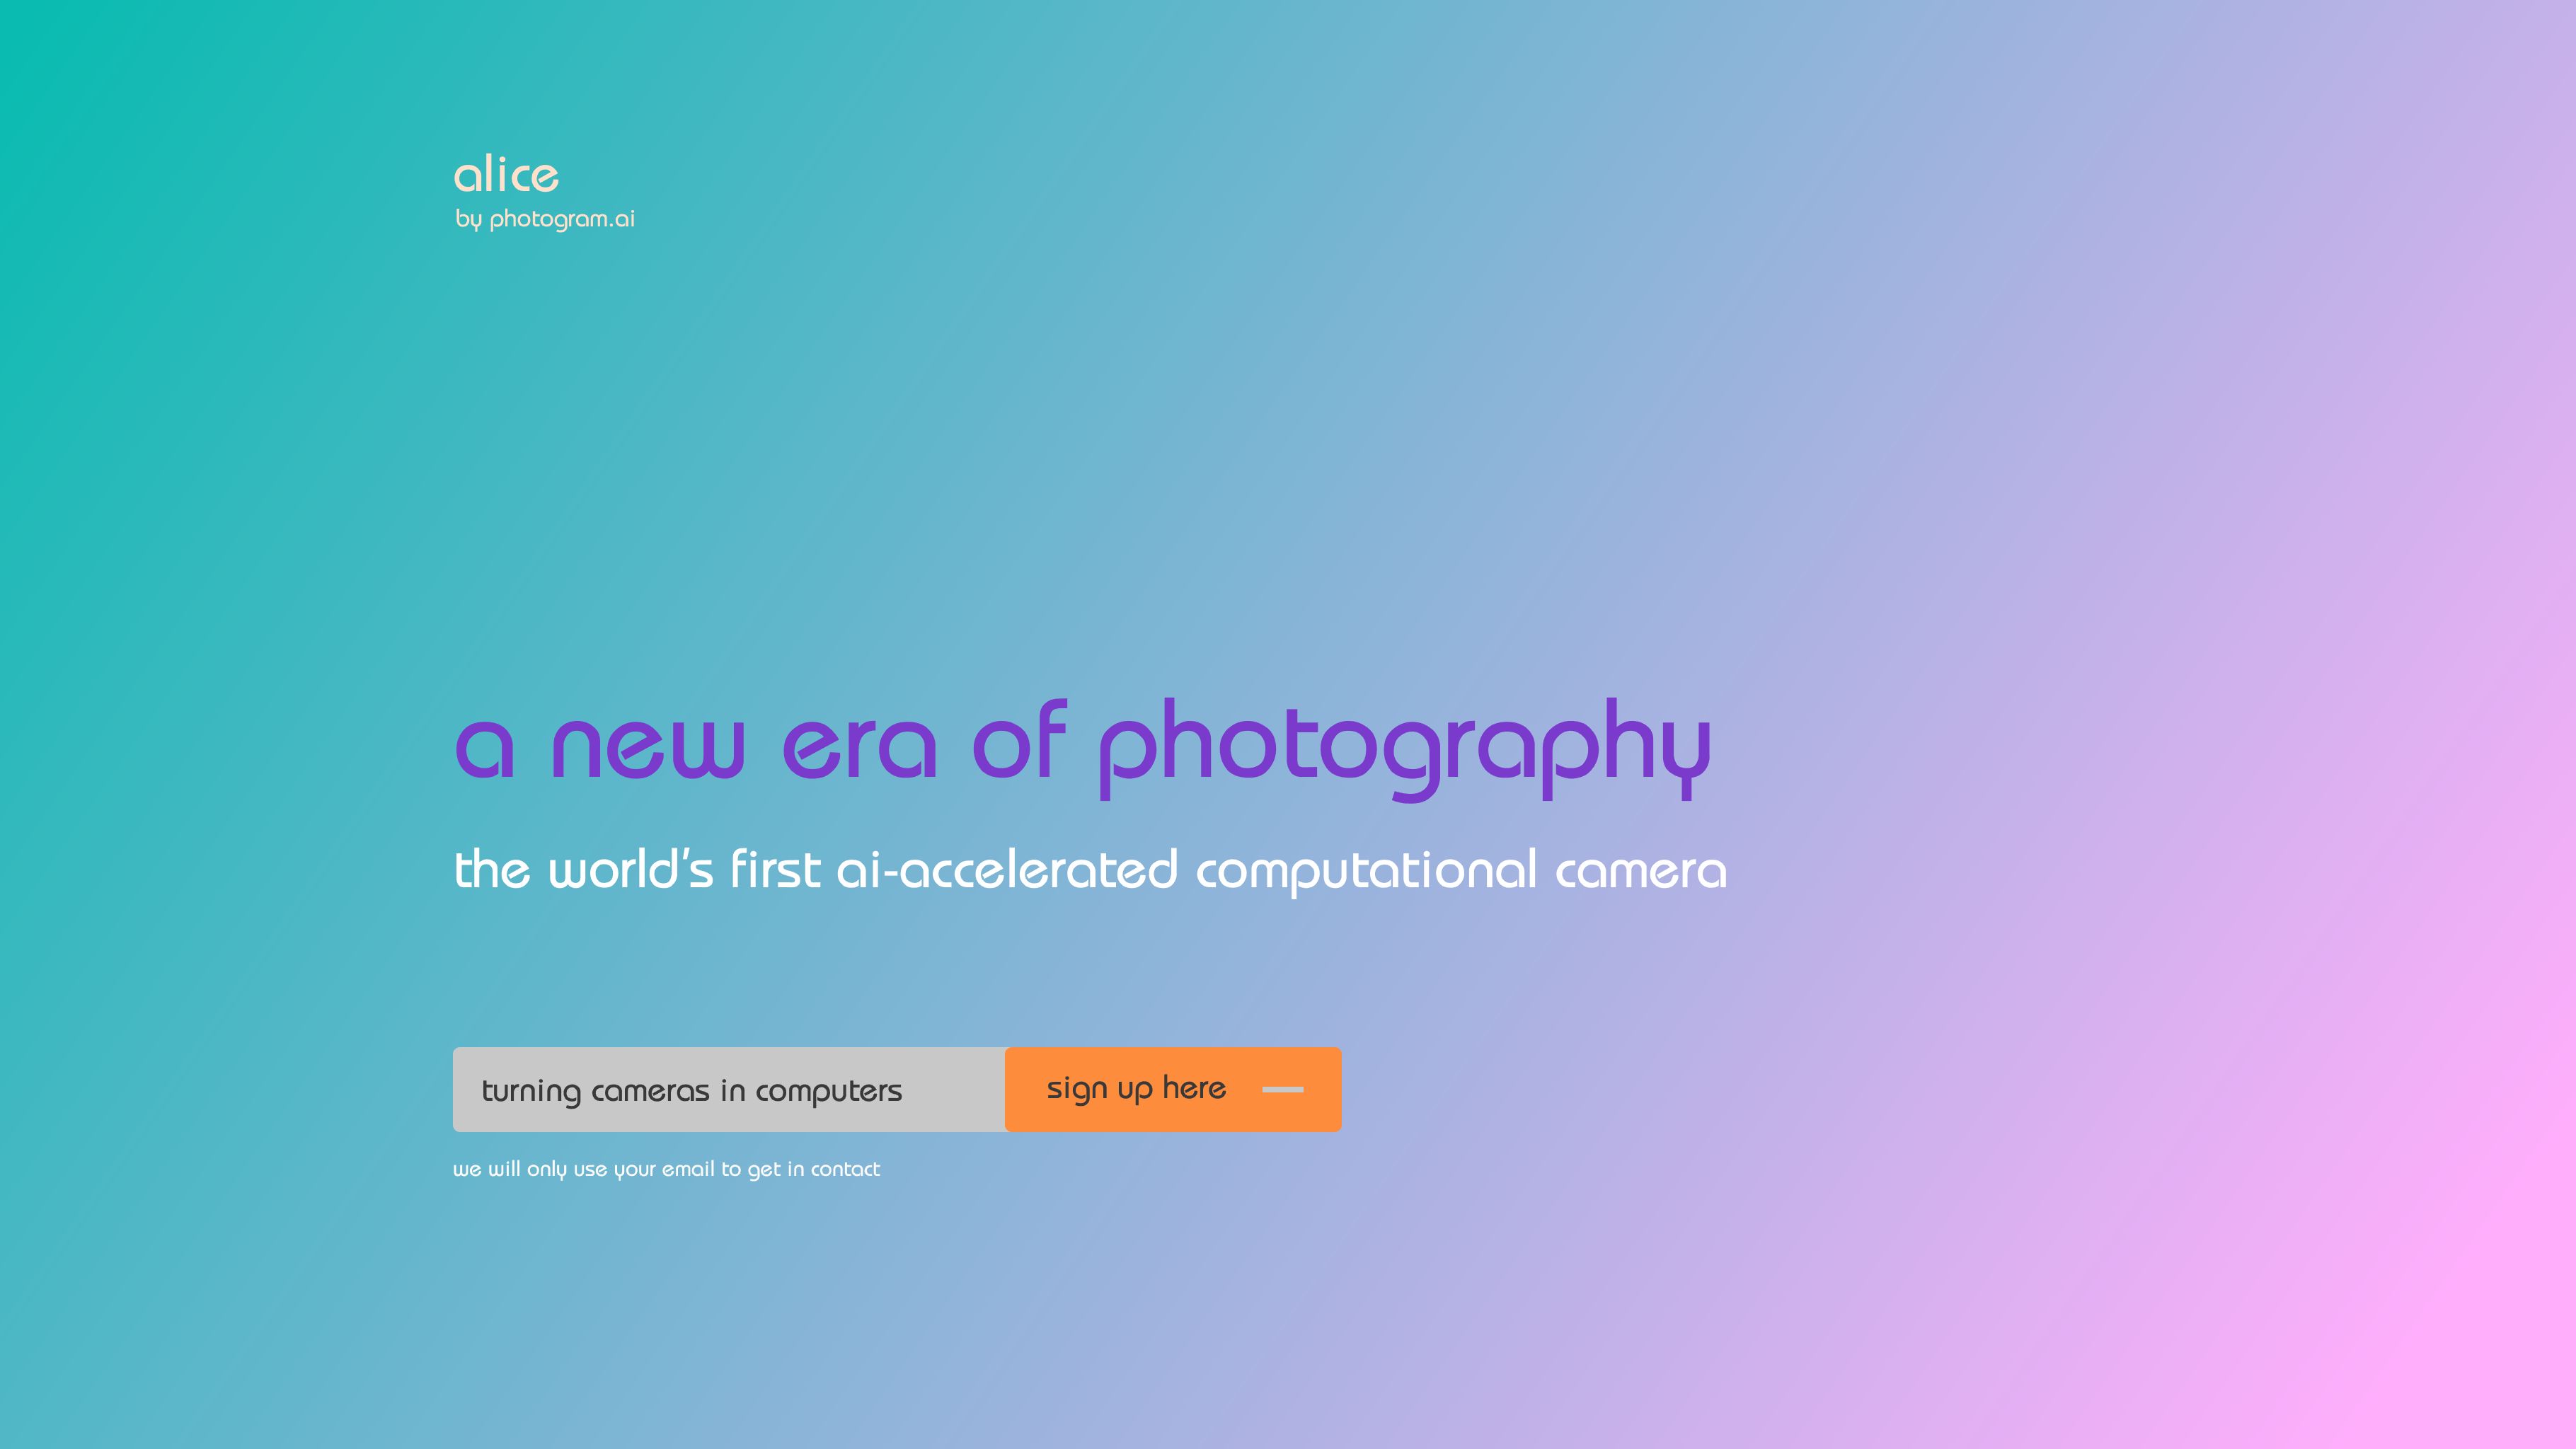 alice
by photogram.ai
a new era of photography
the world's first ai-accelerated computational camera
turning cameras in computers
sign up here
we will only use your email to get in contact